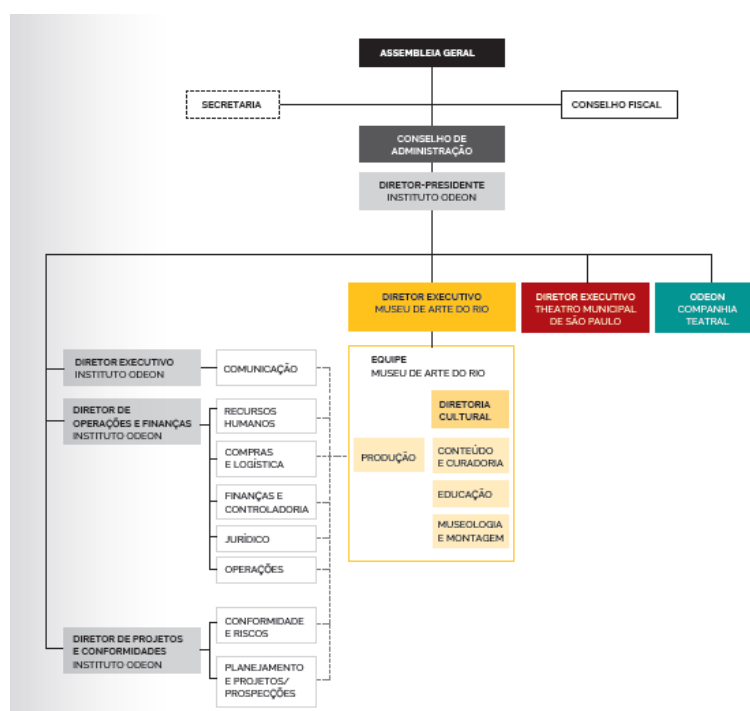 ASSEMBLEIA GERAL
SECRETARIA
CONSELHO FISCAL
CONSELHO DE
ADMINISTRAÇÃO
DIRETOR-PRESIDENTE
INSTITUTO ODEON
DIRETOR EXECUTIVO
MUSEU DE ARTE DO RIO
DIRETOR EXECUTIVO
THEATRO MUNICIPAL
DE SÃO PAULO
ODEON
COMPANHIA
TEATRAL
DIRETOR EXECUTIVO
INSTITUTO ODEON
COMUNICAÇÃO
DIRETOR DE
OPERAÇÕES E FINANÇAS
INSTITUTO ODEON
RECURSOS
HUMANOS
COMPRAS
E LOGÍSTICA
FINANÇAS E
CONTROLADORIA
JURÍDICO
OPERAÇÕES
DIRETOR DE PROJETOS
E CONFORMIDADES
INSTITUTO ODEON
CONFORMIDADE
E RISCOS
PLANEJAMENTO
E PROJETOS/
PROSPECÇÕES
EQUIPE
MUSEU DE ARTE DO RIO
DIRETORIA
CULTURAL
PRODUÇÃO
CONTEÚDO
E CURADORIA
EDUCAÇÃO
MUSEOLOGIA
E MONTAGEM